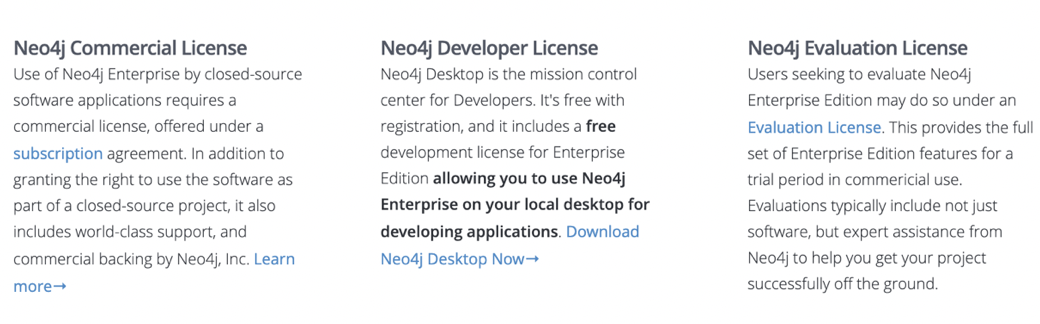 Neo4j Commercial License
Use of Neo4j Enterprise by closed-source
software applications requires a
commercial license, offered under a
subscription agreement. In addition to
granting the right to use the software as
part of a closed-source project, it also
includes world-class support, and
commercial backing by Neo4j, Inc. Learn
more→
Neo4j Developer License
Neo4j Desktop is the mission control
center for Developers. It's free with
registration, and it includes a free
development license for Enterprise
Edition allowing you to use Neo4j
Enterprise on your local desktop for
developing applications. Download
Neo4j Desktop Now→
Neo4j Evaluation License
Users seeking to evaluate Neo4j
Enterprise Edition may do so under an
Evaluation License. This provides the full
set of Enterprise Edition features for a
trial period in commericial use.
Evaluations typically include not just
software, but expert assistance from
Neo4j to help you get your project
successfully off the ground.